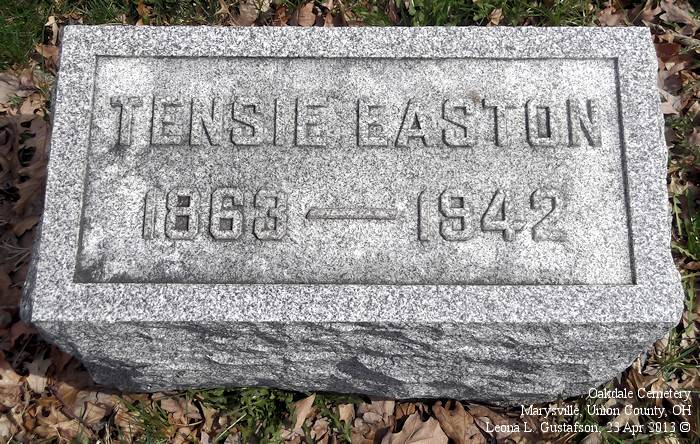 TENSIE EASTON
1863 — 1942
Oakdale Cemetery
Marysville, Union County, OH
Leona L. Gustafson, 23 Apr 2013 ©